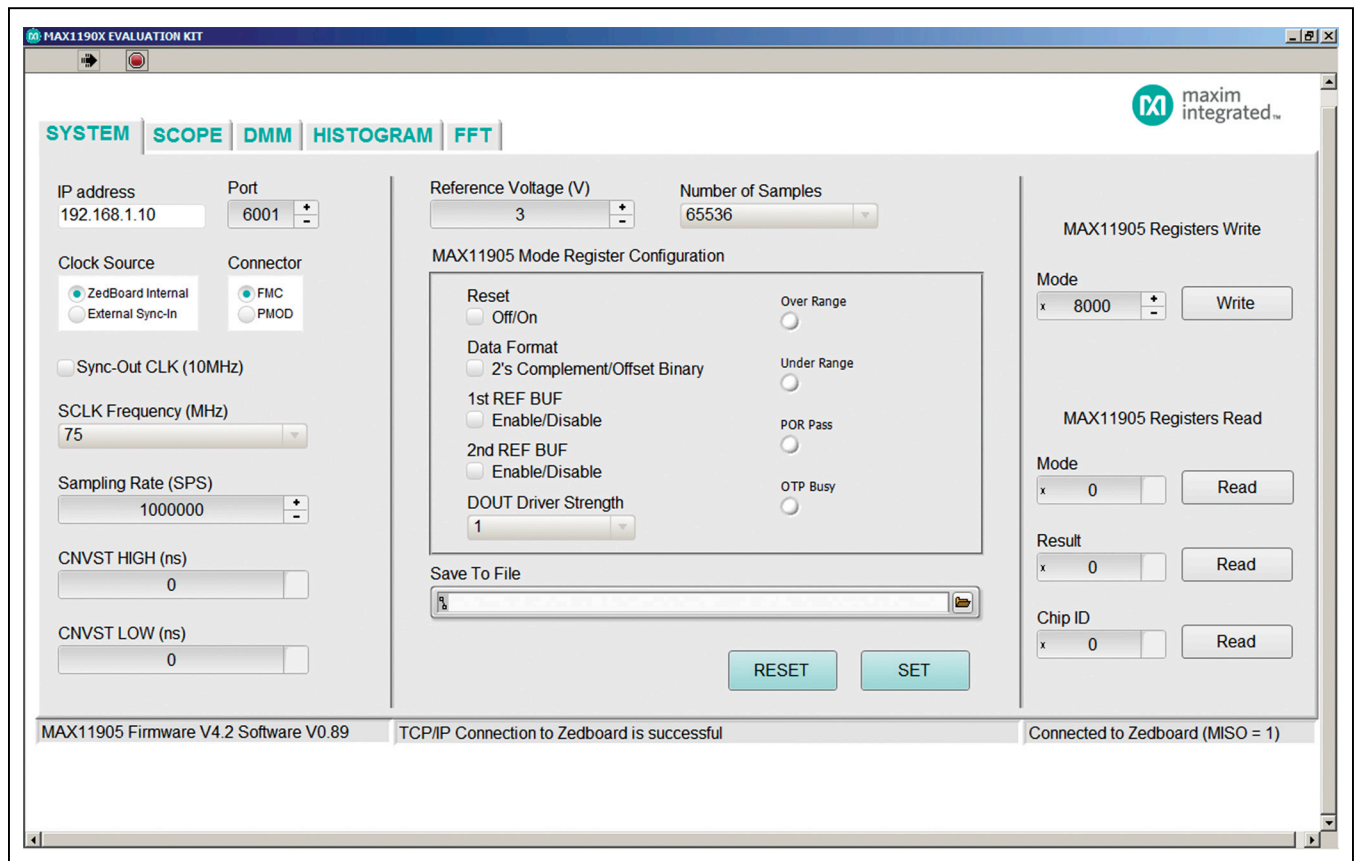 MAX1190X EVALUATION KIT
maxim
integrated™
SYSTEM SCOPE DMM HISTOGRAM FFT
IP address
192.168.1.10
Port
6001
Clock Source
ZedBoard Internal
External Sync-In
Connector
FMC
PMOD
Sync-Out CLK (10MHz)
SCLK Frequency (MHz)
75
Sampling Rate (SPS)
1000000
CNVST HIGH (ns)
0
CNVST LOW (ns)
0
Reference Voltage (V)
3
Number of Samples
65536
MAX11905 Mode Register Configuration
Reset
Off/On
Data Format
2's Complement/Offset Binary
1st REF BUF
Enable/Disable
2nd REF BUF
Enable/Disable
DOUT Driver Strength
1
Over Range
Under Range
POR Pass
OTP Busy
Save To File
RESET SET
MAX11905 Registers Write
Mode
x 8000 Write
MAX11905 Registers Read
Mode
x 0 Read
Result
x 0 Read
Chip ID
x 0 Read
MAX11905 Firmware V4.2 Software V0.89
TCP/IP Connection to Zedboard is successful
Connected to Zedboard (MISO = 1)